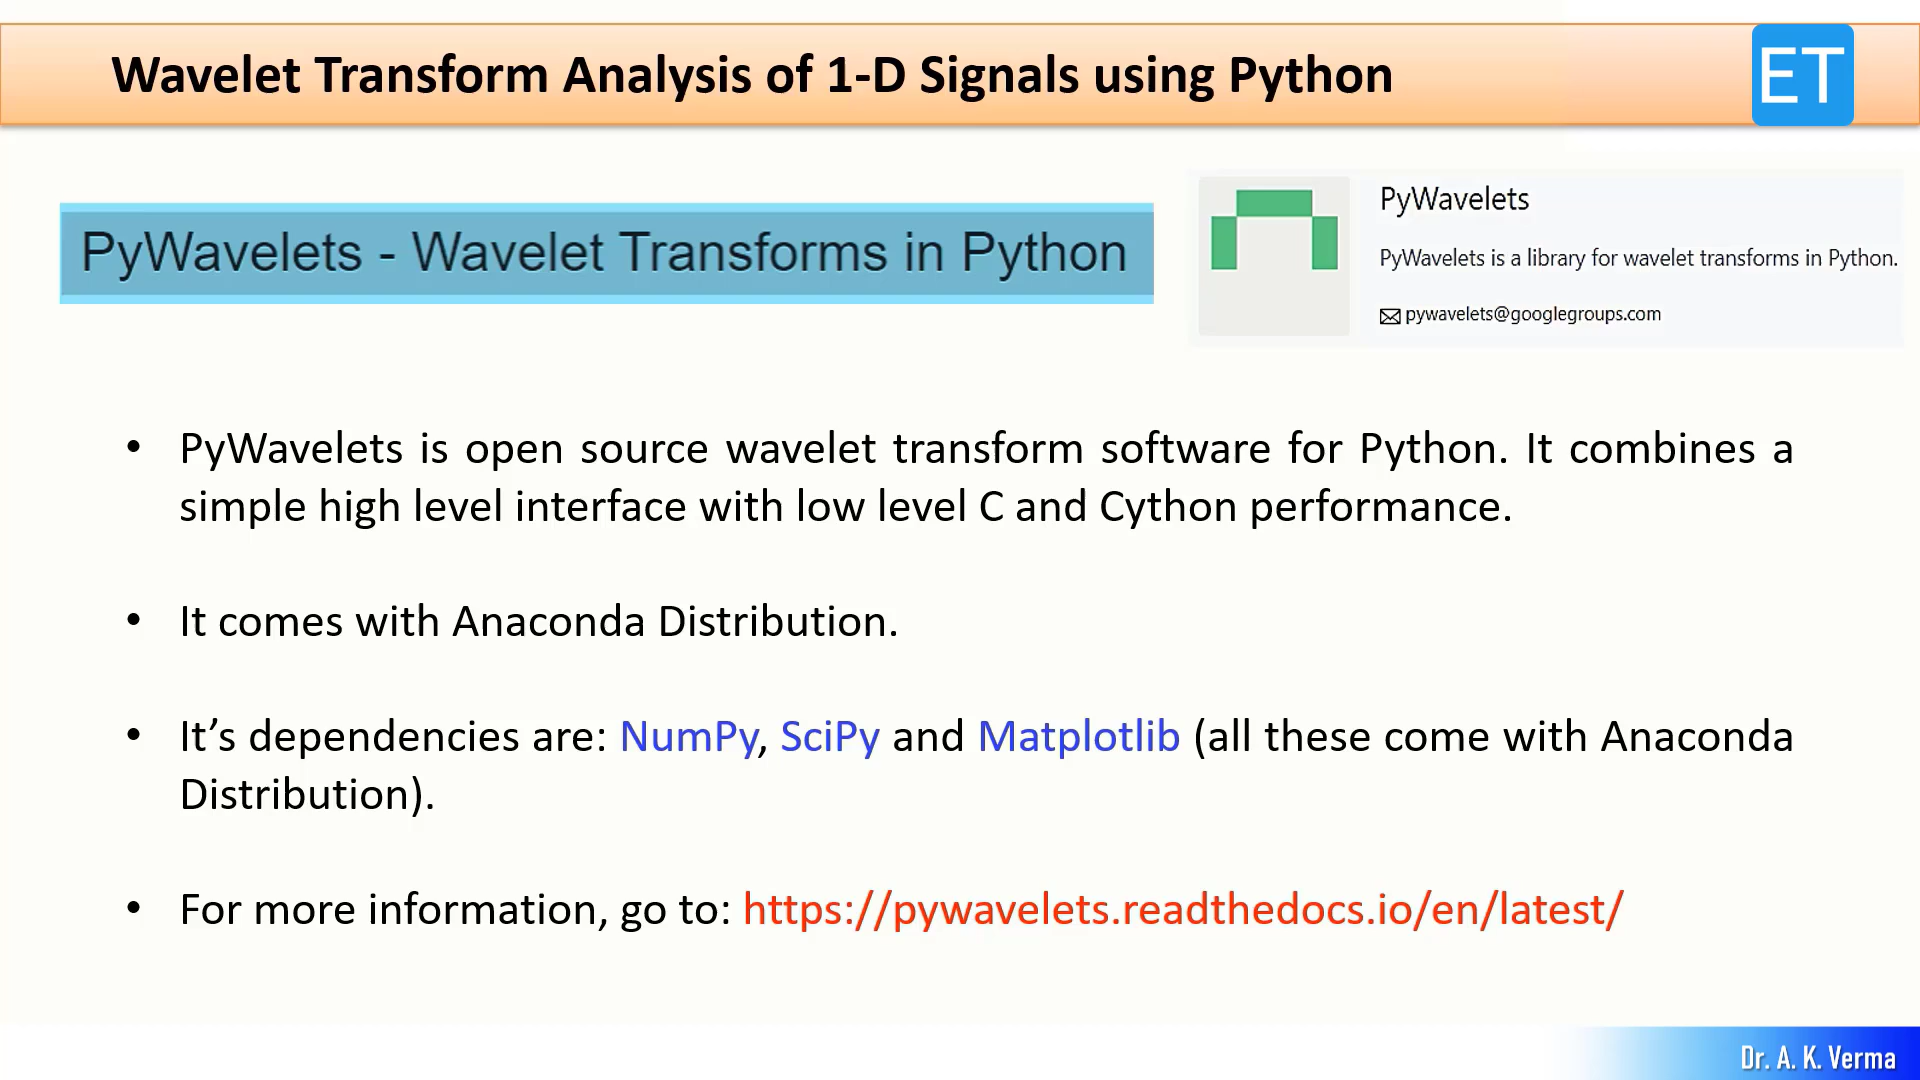 Wavelet Transform Analysis of 1-D Signals using Python
ET
PyWavelets - Wavelet Transforms in Python
PyWavelets
PyWavelets is a library for wavelet transforms in Python.
pywavelets@googlegroups.com
• PyWavelets is open source wavelet transform software for Python. It combines a
simple high level interface with low level C and Cython performance.
• It comes with Anaconda Distribution.
• It’s dependencies are: NumPy, SciPy and Matplotlib (all these come with Anaconda
Distribution).
• For more information, go to: https://pywavelets.readthedocs.io/en/latest/
Dr. A. K. Verma